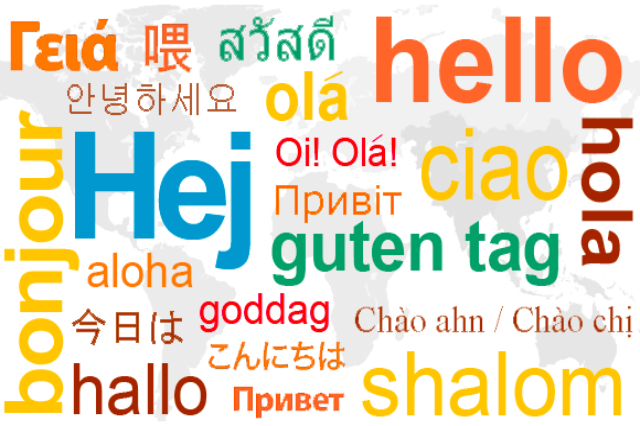 Γειά
喂
สวัสดี
hello
안녕하세요
olá
bonjour
Hej
Oi! Olá!
ciao
hola
Привіт
guten tag
aloha
goddag
今日は
Chào ahn / Chào chị
こんにちは
hallo
Привет
shalom